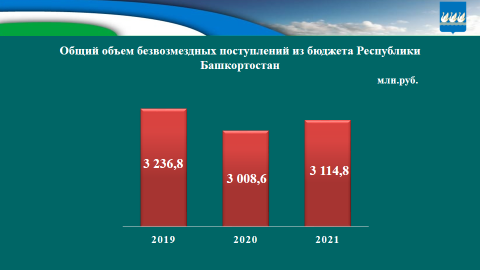 Общий объем безвозмездных поступлений из бюджета Республики
Башкортостан
млн.руб.
3 236,8
3 008,6
3 114,8
2019
2020
2021